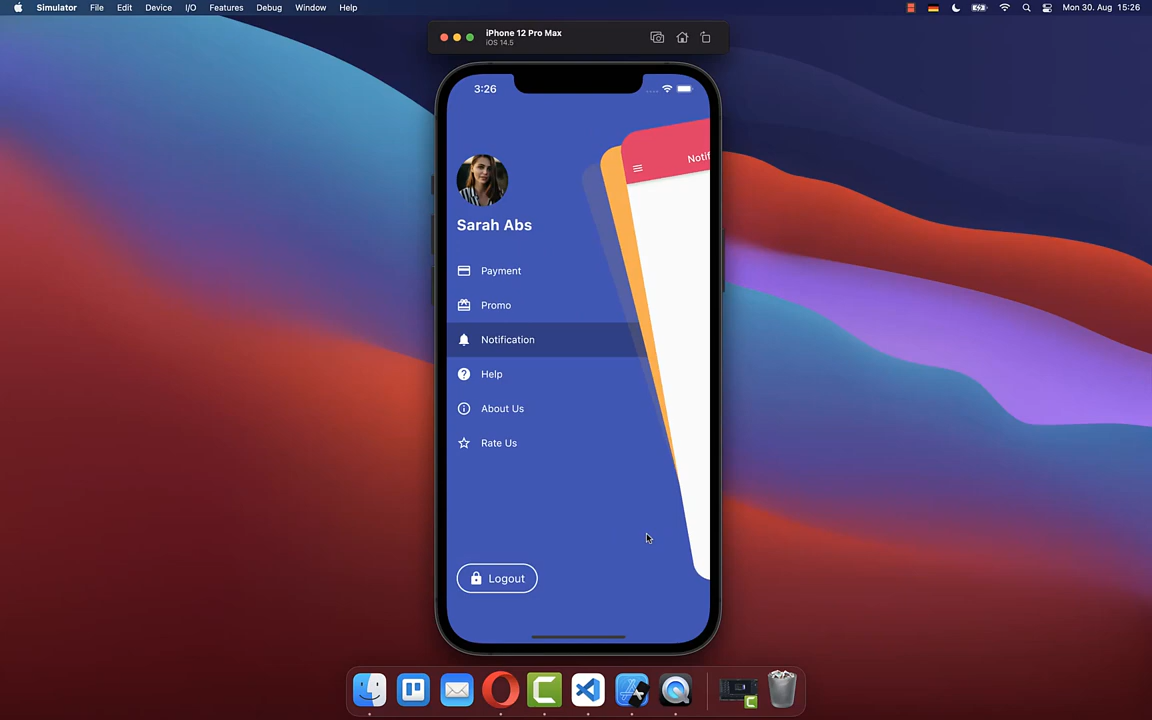 Simulator File Edit Device I/O Features Debug Window Help Mon 30. Aug 15:26
iPhone 12 Pro Max
iOS 14.5
3:26
Notif
Sarah Abs
Payment
Promo
Notification
Help
About Us
Rate Us
Logout